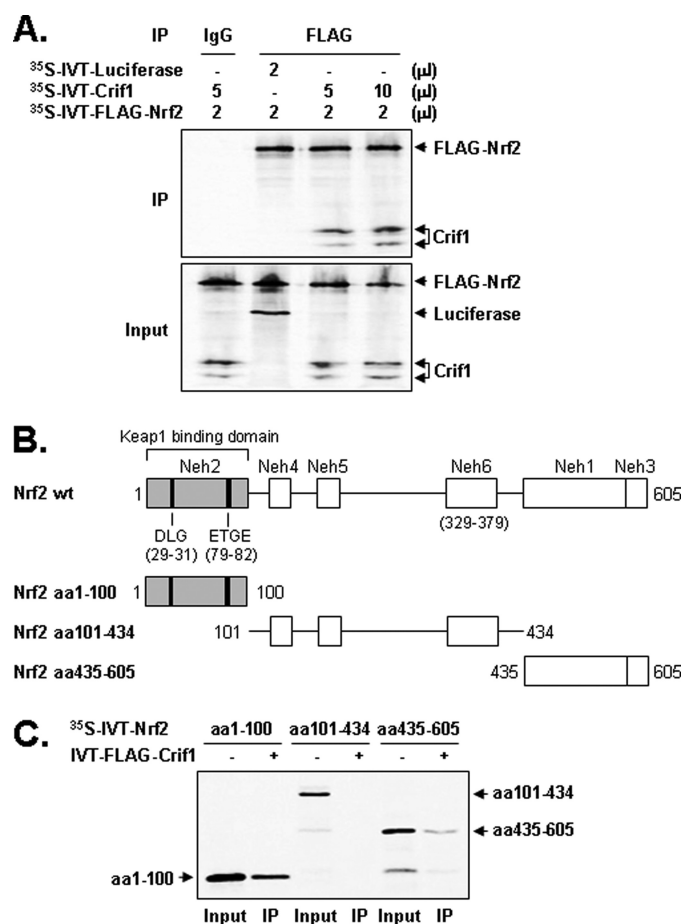 A.
IP IgG FLAG
35S-IVT-Luciferase - 2 - - (µl)
35S-IVT-Crif1 5 - 5 10 (µl)
35S-IVT-FLAG-Nrf2 2 2 2 2 (µl)
IP
FLAG-Nrf2
Crif1
Input
FLAG-Nrf2
Luciferase
Crif1
B.
Keap1 binding domain
Neh2 Neh4 Neh5 Neh6 Neh1 Neh3
Nrf2 wt 1 605
(329-379)
DLG ETGE
(29-31) (79-82)
Nrf2 aa1-100 1 100
Nrf2 aa101-434 101 434
Nrf2 aa435-605 435 605
C.
35S-IVT-Nrf2 aa1-100 aa101-434 aa435-605
IVT-FLAG-Crif1 - + - + - +
aa101-434
aa435-605
aa1-100
Input IP Input IP Input IP